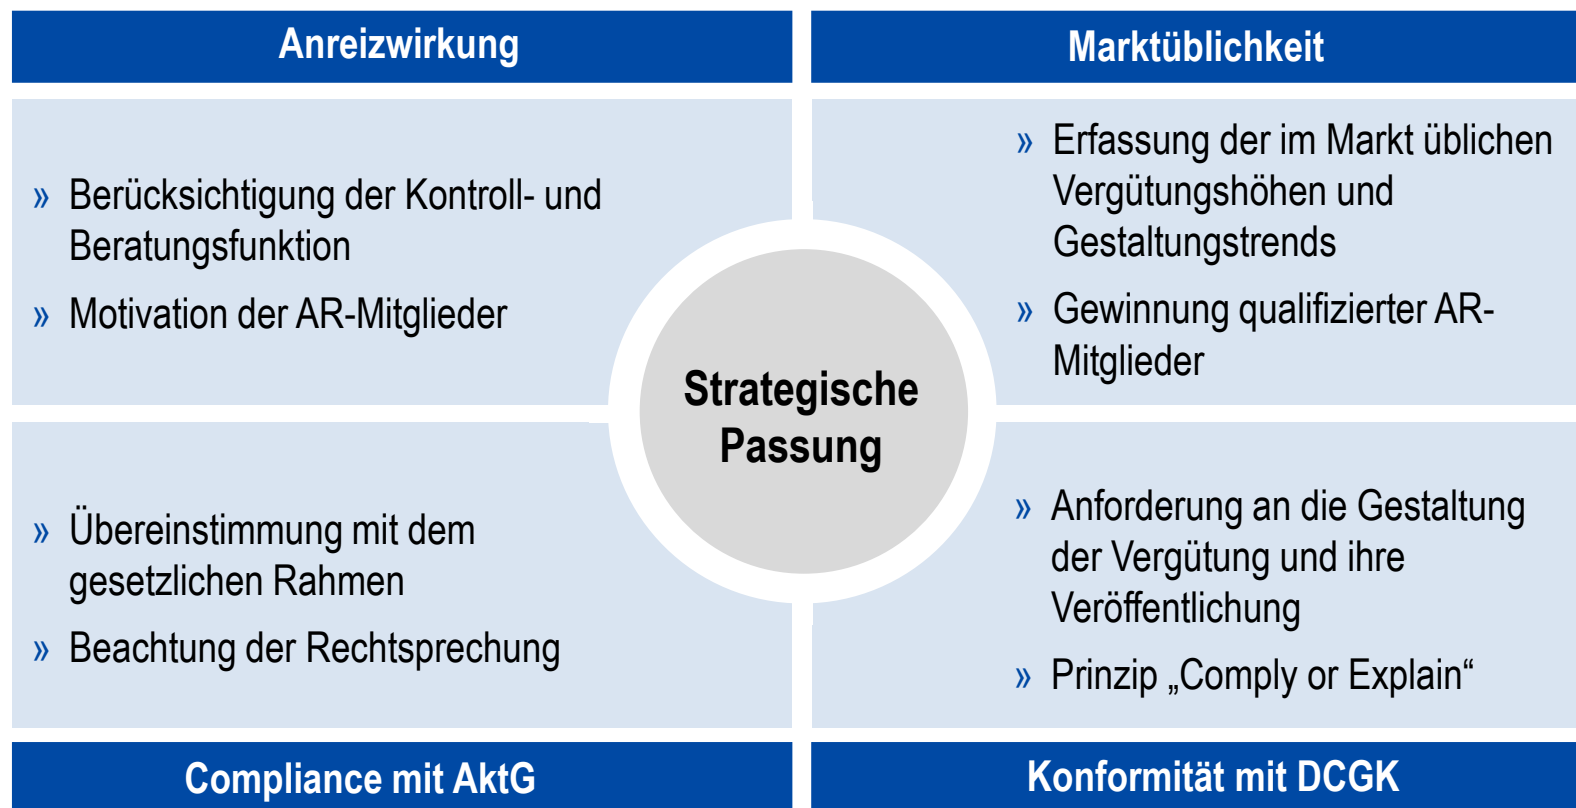 Anreizwirkung
» Berücksichtigung der Kontroll- und
Beratungsfunktion
» Motivation der AR-Mitglieder
Marktüblichkeit
» Erfassung der im Markt üblichen
Vergütungshöhen und
Gestaltungstrends
» Gewinnung qualifizierter AR-
Mitglieder
Strategische
Passung
» Übereinstimmung mit dem
gesetzlichen Rahmen
» Beachtung der Rechtsprechung
Compliance mit AktG
» Anforderung an die Gestaltung
der Vergütung und ihre
Veröffentlichung
» Prinzip „Comply or Explain“
Konformität mit DCGK